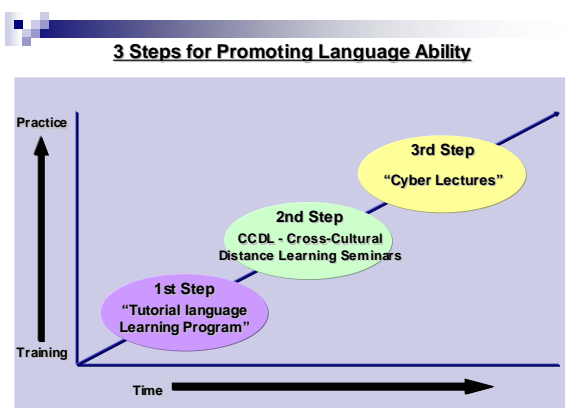 3 Steps for Promoting Language Ability
Practice
3rd Step
“Cyber Lectures”
2nd Step
CCDL - Cross-Cultural
Distance Learning Seminars
1st Step
“Tutorial language
Learning Program”
Training
Time